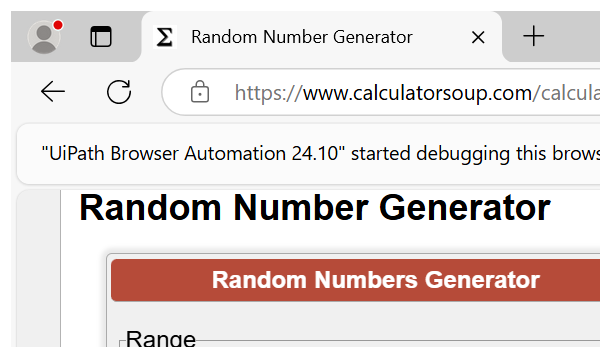 Random Number Generator
https://www.calculatorsoup.com/calcula
"UiPath Browser Automation 24.10" started debugging this brows
Random Number Generator
Random Numbers Generator
Range